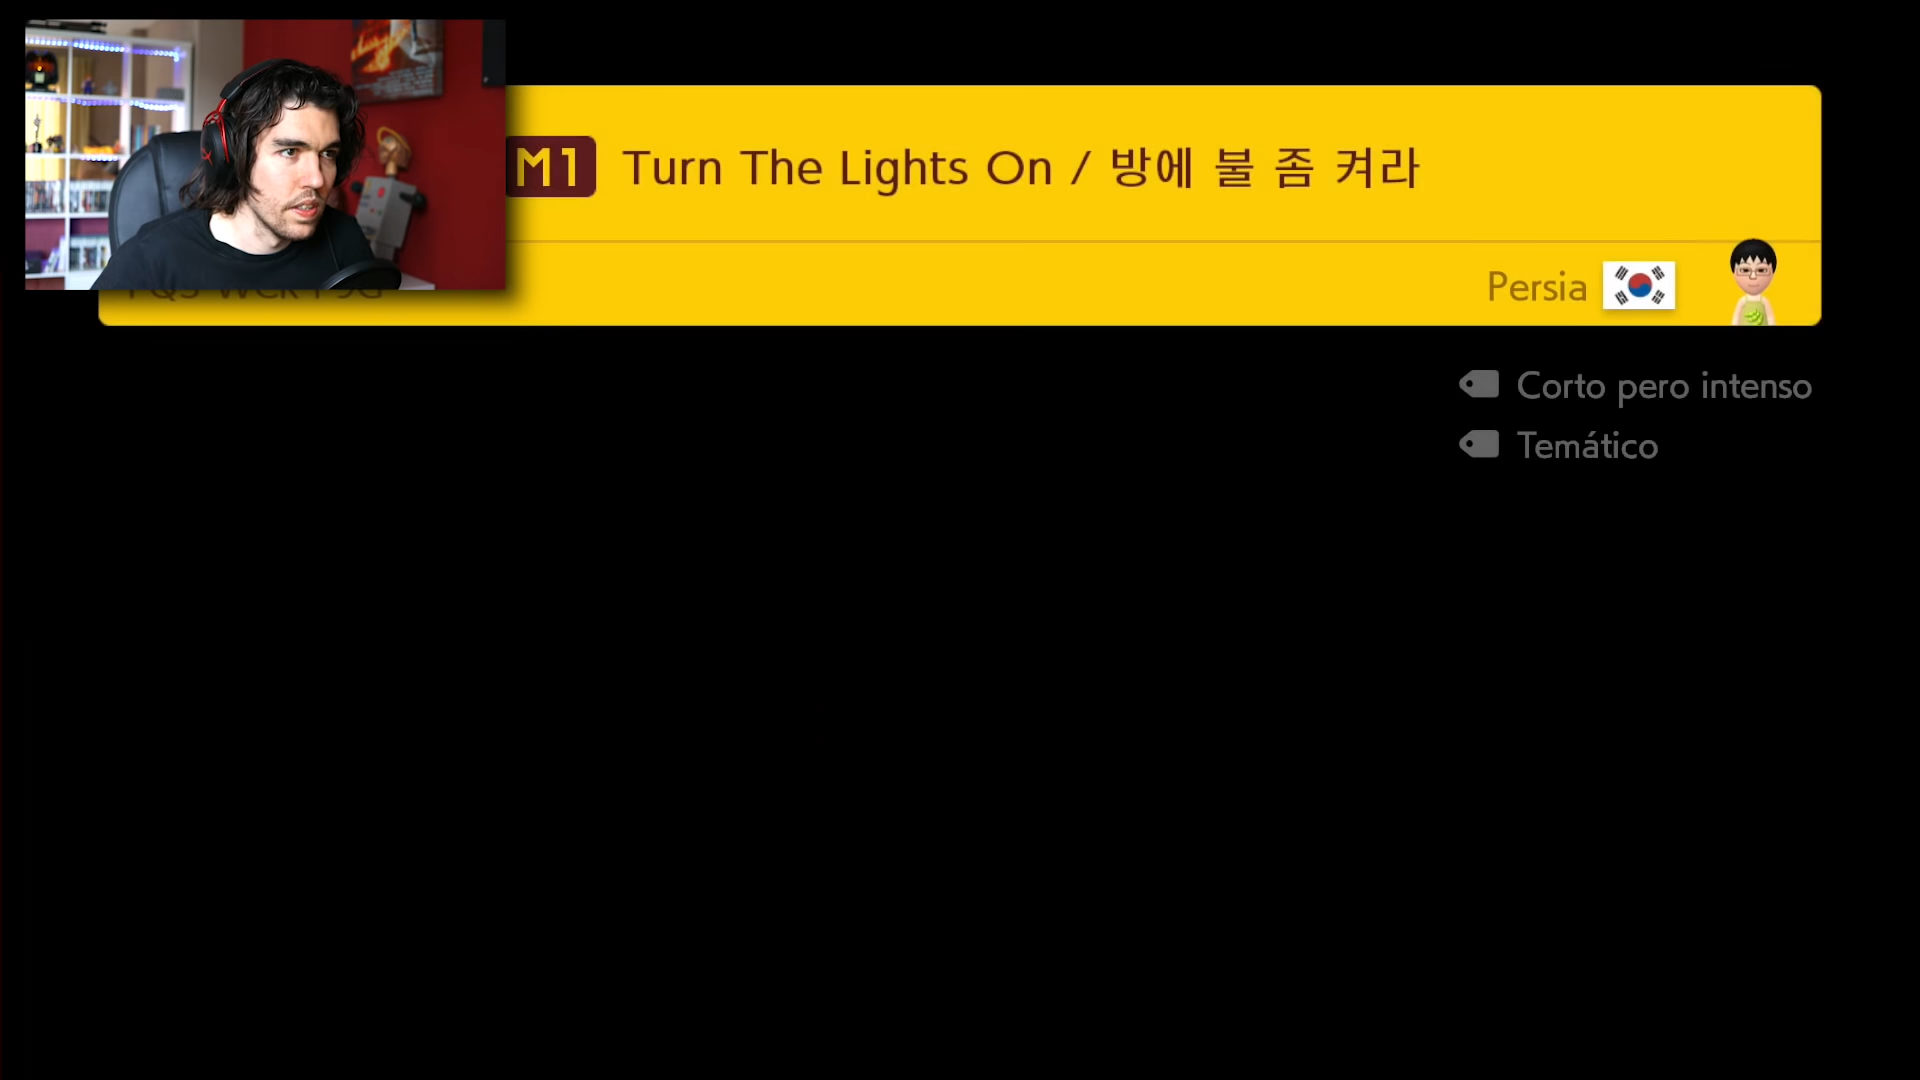 M1 Turn The Lights On / 방에 불 좀 켜라
Persia
Corto pero intenso
Temático